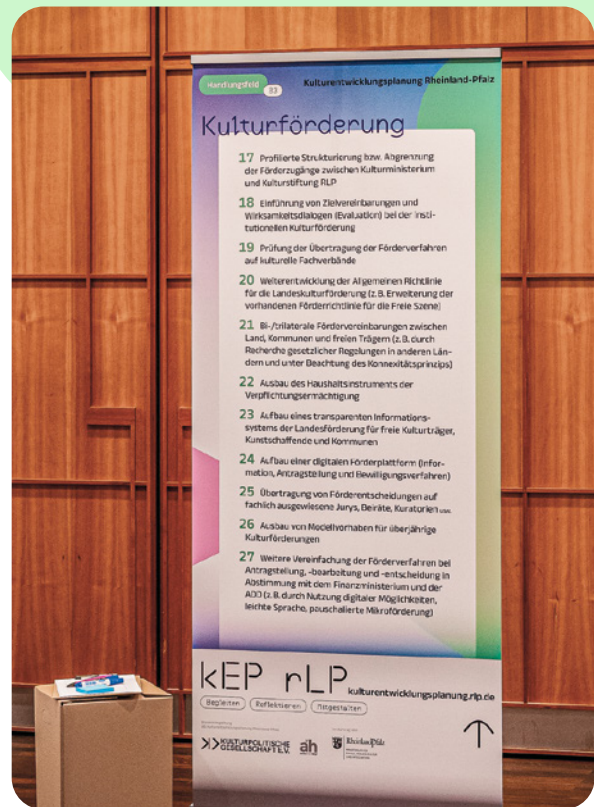 Handlungsfeld
B3
Kulturentwicklungsplanung Rheinland-Pfalz
Kulturförderung
17 Profilierte Strukturierung bzw. Abgrenzung
der Förderzugänge zwischen Kulturministerium
und Kulturstiftung RLP
18 Einführung von Zielvereinbarungen und
Wirksamkeitsdialogen (Evaluation) bei der insti-
tutionellen Kulturförderung
19 Prüfung der Übertragung der Förderverfahren
auf kulturelle Fachverbände
20 Weiterentwicklung der Allgemeinen Richtlinie
für die Landeskulturförderung (z.B. Erweiterung der
vorhandenen Förderrichtlinie für die Freie Szene)
21 Bi-/trilaterale Fördervereinbarungen zwischen
Land, Kommunen und freien Trägern (z.B. durch
Recherche gesetzlicher Regelungen in anderen Län-
dern und unter Beachtung des Konnexitätsprinzips)
22 Ausbau des Haushaltsinstruments der
Verpflichtungsermächtigung
23 Aufbau eines transparenten Informations-
systems der Landesförderung für freie Kulturträger,
Kunstschaffende und Kommunen
24 Aufbau einer digitalen Förderplattform (Infor-
mation, Antragstellung und Bewilligungsverfahren)
25 Übertragung von Förderentscheidungen auf
fachlich ausgewiesene Jurys, Beiräte, Kuratorien usw.
26 Ausbau von Modellvorhaben für überjährige
Kulturförderungen
27 Weitere Vereinfachung der Förderverfahren bei
Antragstellung, -bearbeitung und -entscheidung in
Abstimmung mit dem Finanzministerium und der
ADD (z.B. durch Nutzung digitaler Möglichkeiten,
leichte Sprache, pauschalierte Mikroförderung)
kEP rLP
kulturentwicklungsplanung.rlp.de
Begleiten Reflektieren Mitgestalten
KULTURPOLITISCHE
GESELLSCHAFT E.V.
RheinlandPfalz